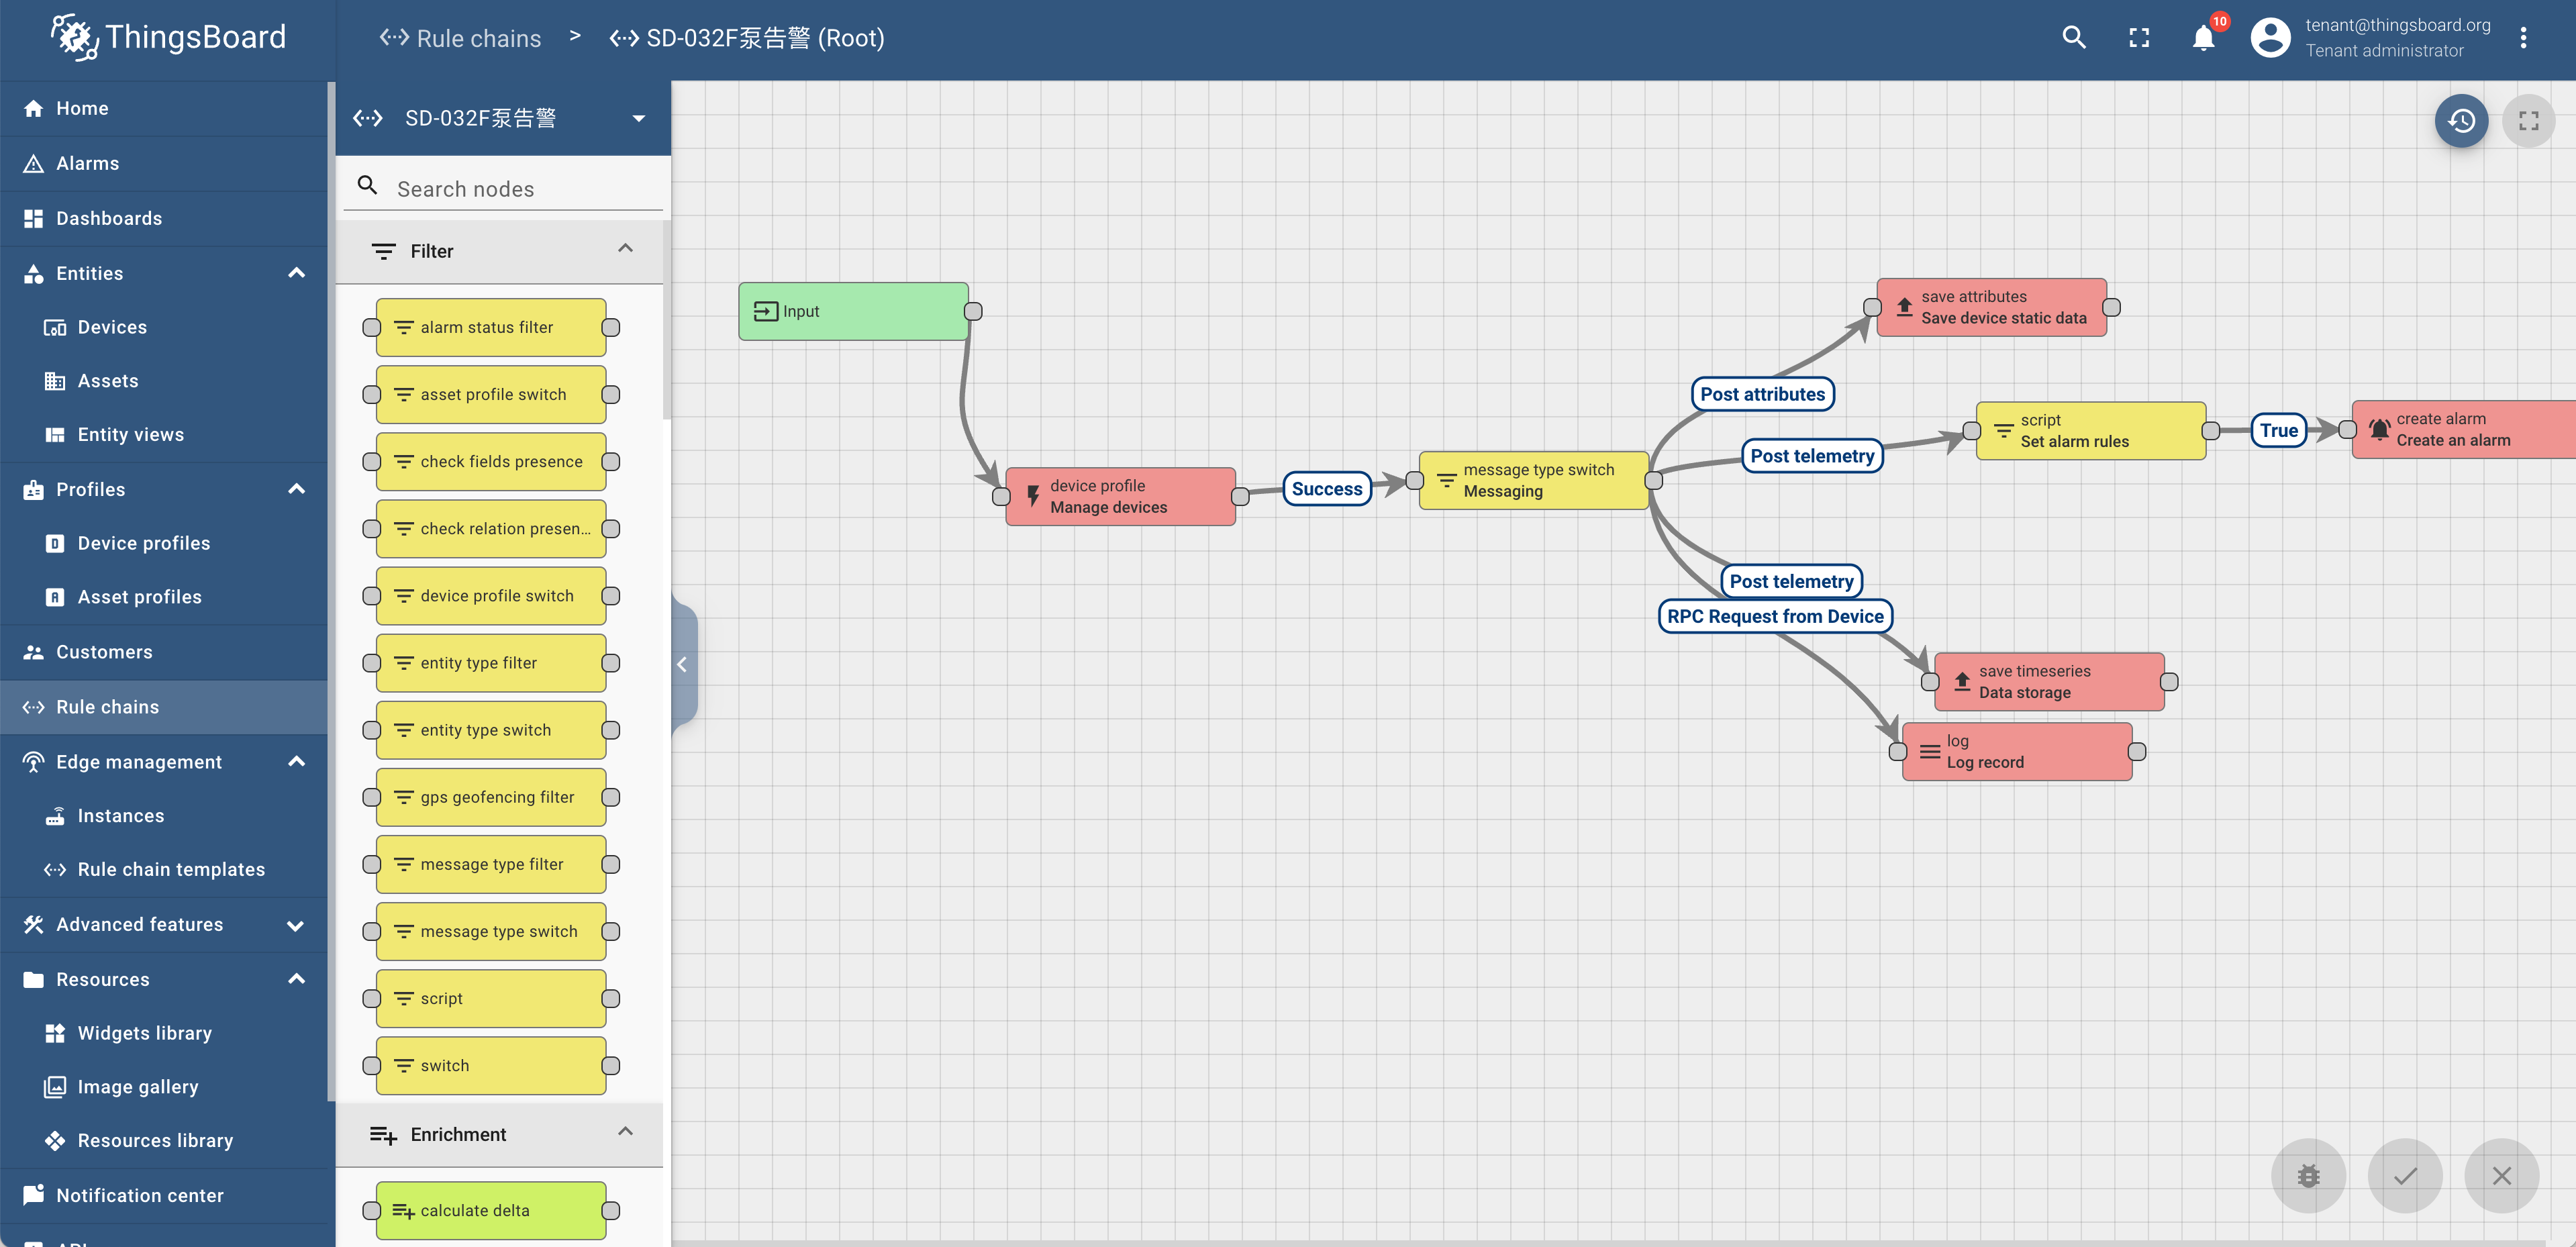 ThingsBoard
Rule chains > SD-032F泵告警 (Root)
10
tenant@thingsboard.org
Tenant administrator
Home
Alarms
Dashboards
Entities
Devices
Assets
Entity views
Profiles
Device profiles
Asset profiles
Customers
Rule chains
Edge management
Instances
Rule chain templates
Advanced features
Resources
Widgets library
Image gallery
Resources library
Notification center
SD-032F泵告警
Search nodes
Filter
alarm status filter
asset profile switch
check fields presence
check relation presen...
device profile switch
entity type filter
entity type switch
gps geofencing filter
message type filter
message type switch
script
switch
Enrichment
calculate delta
Input
device profile
Manage devices
Success
message type switch
Messaging
Post attributes
save attributes
Save device static data
Post telemetry
script
Set alarm rules
True
create alarm
Create an alarm
Post telemetry
RPC Request from Device
save timeseries
Data storage
log
Log record